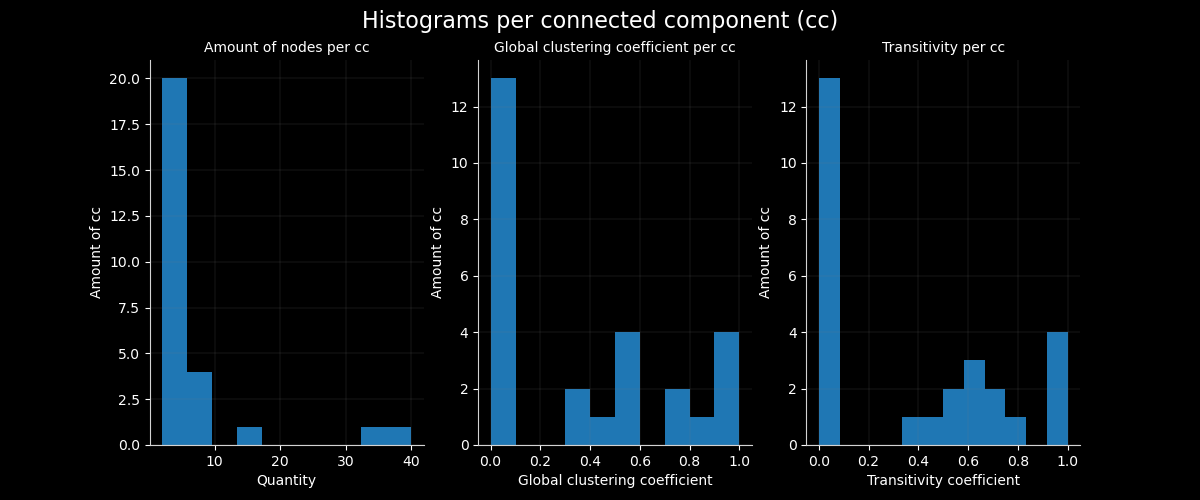 Histograms per connected component (cc)
Amount of nodes per cc
Amount of cc
20.0
17.5
15.0
12.5
10.0
7.5
5.0
2.5
0.0
10 20 30 40
Quantity
Global clustering coefficient per cc
Amount of cc
12
10
8
6
4
2
0
0.0 0.2 0.4 0.6 0.8 1.0
Global clustering coefficient
Transitivity per cc
Amount of cc
12
10
8
6
4
2
0
0.0 0.2 0.4 0.6 0.8 1.0
Transitivity coefficient